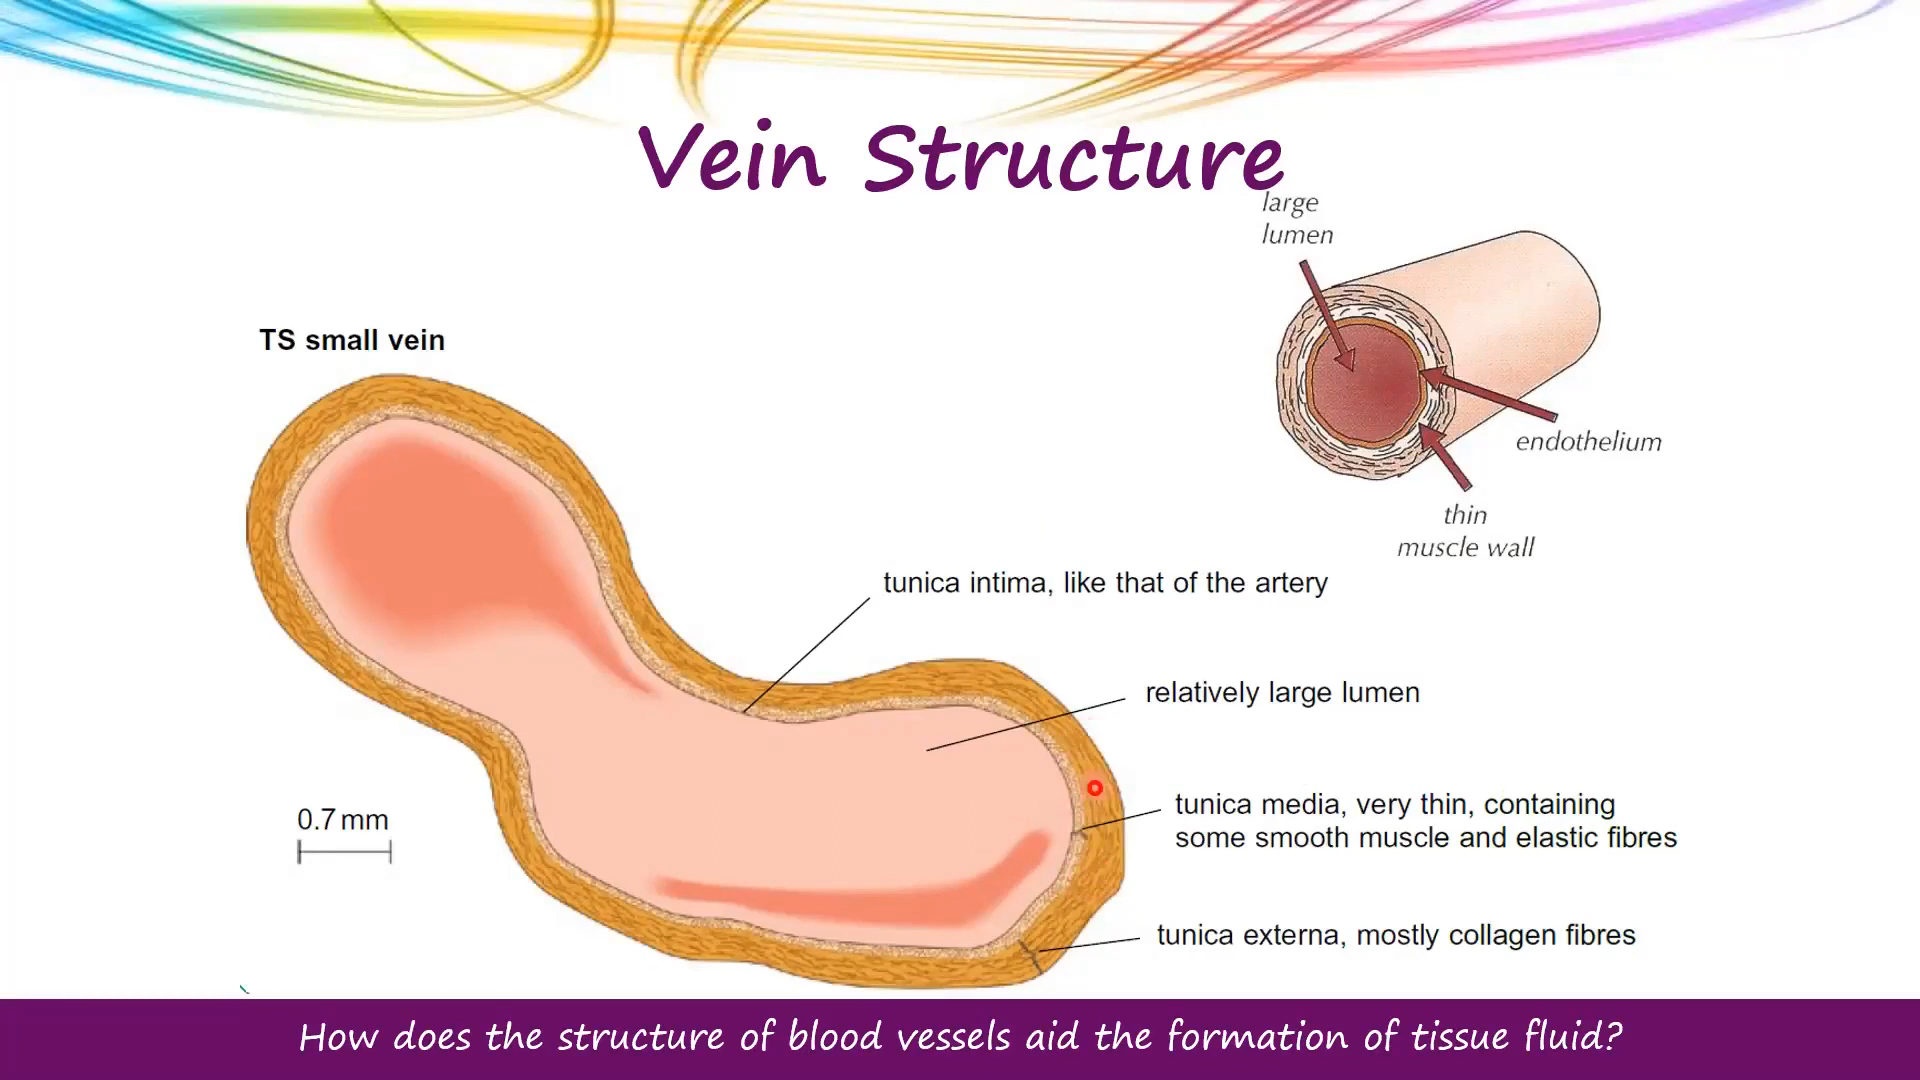 Vein Structure
large
lumen
TS small vein
endothelium
thin
muscle wall
tunica intima, like that of the artery
relatively large lumen
0.7 mm
tunica media, very thin, containing
some smooth muscle and elastic fibres
tunica externa, mostly collagen fibres
How does the structure of blood vessels aid the formation of tissue fluid?